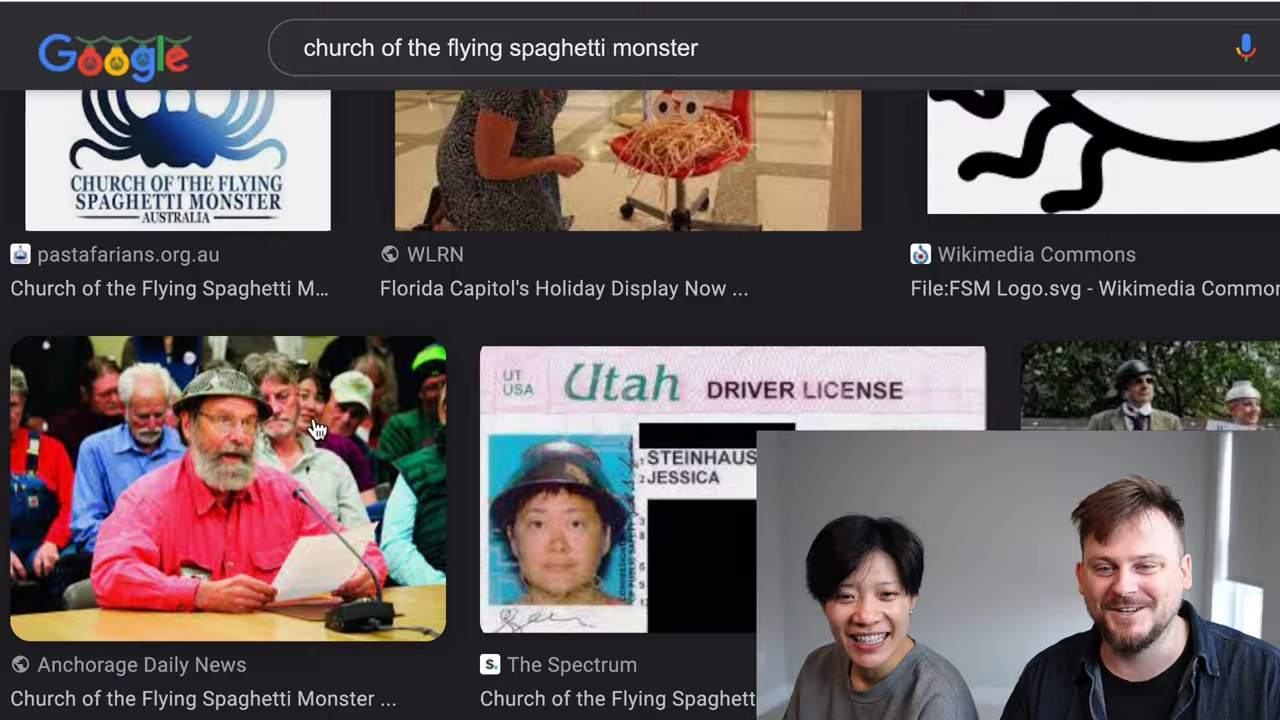 Google
church of the flying spaghetti monster
CHURCH OF THE FLYING
SPAGHETTI MONSTER
AUSTRALIA
pastafarians.org.au
Church of the Flying Spaghetti M...
WLRN
Florida Capitol's Holiday Display Now ...
Wikimedia Commons
File:FSM Logo.svg - Wikimedia Common
UT
USA
Utah DRIVER LICENSE
1 STEINHAUS
2 JESSICA
Anchorage Daily News
Church of the Flying Spaghetti Monster ...
S.
The Spectrum
Church of the Flying Spaghett